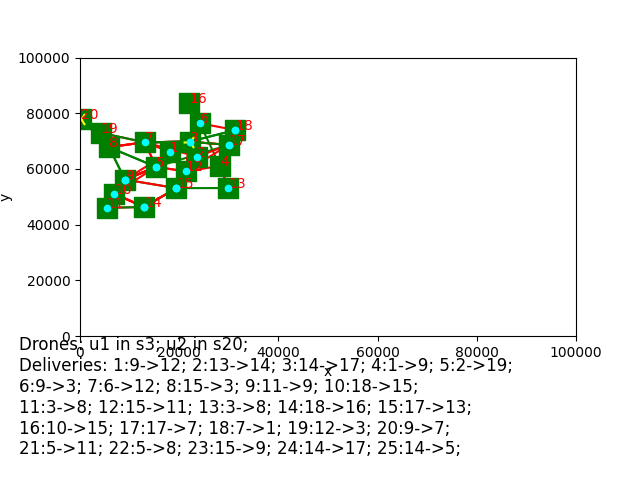 100000
80000
60000
40000
20000
0
0 20000 40000 60000 80000 100000
x
y
20
19
16
18
13
Drones: u1 in s3; u2 in s20;
Deliveries: 1:9->12; 2:13->14; 3:14->17; 4:1->9; 5:2->19;
6:9->3; 7:6->12; 8:15->3; 9:11->9; 10:18->15;
11:3->8; 12:15->11; 13:3->8; 14:18->16; 15:17->13;
16:10->15; 17:17->7; 18:7->1; 19:12->3; 20:9->7;
21:5->11; 22:5->8; 23:15->9; 24:14->17; 25:14->5;